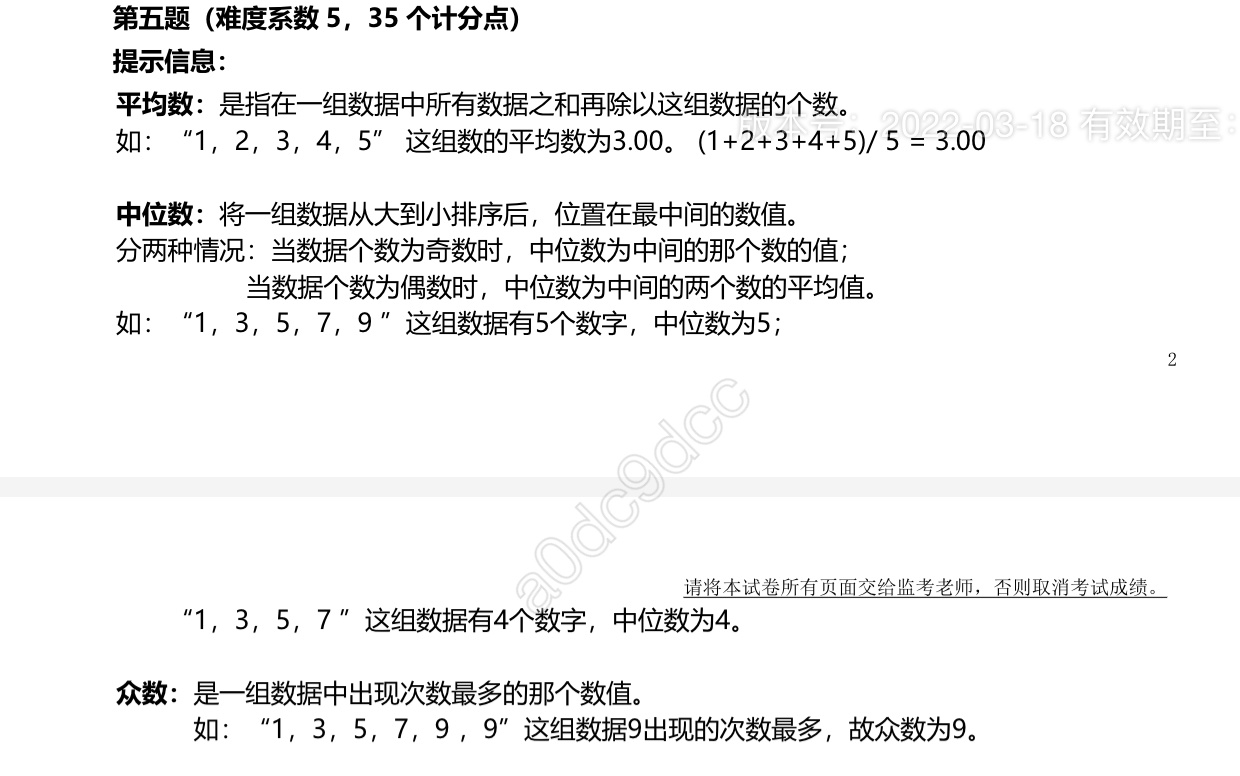 第五题（难度系数 5，35 个计分点）
提示信息：
平均数：是指在一组数据中所有数据之和再除以这组数据的个数。
版本号：2022-03-18 有效期至：
如：“1，2，3，4，5” 这组数的平均数为3.00。 (1+2+3+4+5)/ 5 = 3.00
中位数：将一组数据从大到小排序后，位置在最中间的数值。
分两种情况：当数据个数为奇数时，中位数为中间的那个数的值；
当数据个数为偶数时，中位数为中间的两个数的平均值。
如：“1，3，5，7，9 ”这组数据有5个数字，中位数为5；
2
a0dc9dcc
请将本试卷所有页面交给监考老师，否则取消考试成绩。
“1，3，5，7 ”这组数据有4个数字，中位数为4。
众数：是一组数据中出现次数最多的那个数值。
如：“1，3，5，7，9 ，9”这组数据9出现的次数最多，故众数为9。